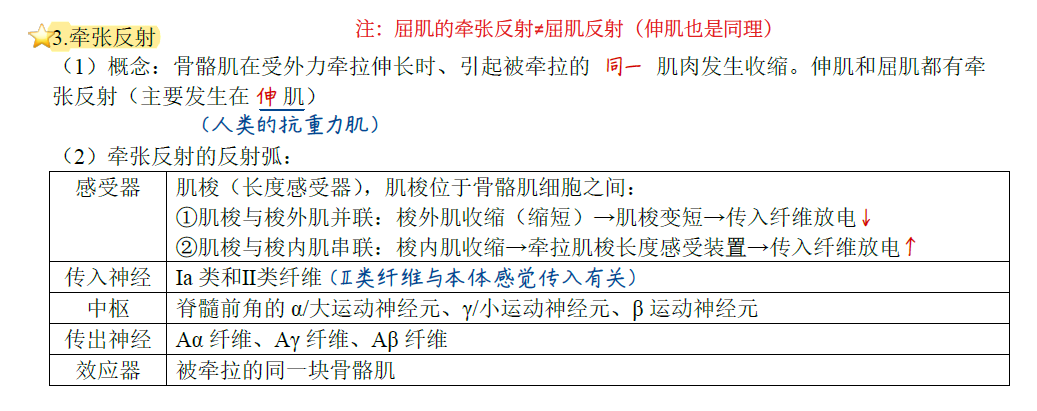 注：屈肌的牵张反射≠屈肌反射（伸肌也是同理）
3.牵张反射
（1）概念：骨骼肌在受外力牵拉伸长时、引起被牵拉的 同一 肌肉发生收缩。伸肌和屈肌都有牵
张反射（主要发生在 伸 肌）
（人类的抗重力肌）
（2）牵张反射的反射弧：
感受器 肌梭（长度感受器），肌梭位于骨骼肌细胞之间：
①肌梭与梭外肌并联：梭外肌收缩（缩短）→肌梭变短→传入纤维放电↓
②肌梭与梭内肌串联：梭内肌收缩→牵拉肌梭长度感受装置→传入纤维放电↑
传入神经 Ia 类和Ⅱ类纤维（Ⅱ类纤维与本体感觉传入有关）
中枢 脊髓前角的 α/大运动神经元、γ/小运动神经元、β 运动神经元
传出神经 Aα 纤维、Aγ 纤维、Aβ 纤维
效应器 被牵拉的同一块骨骼肌